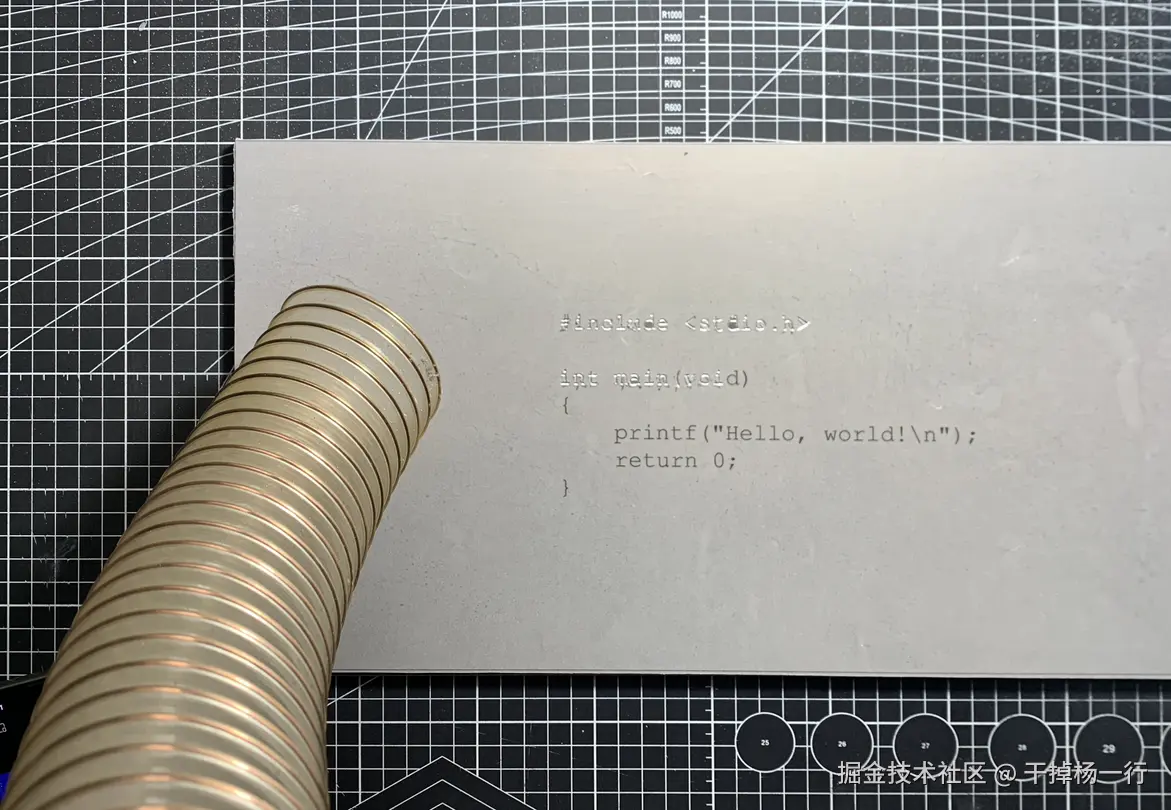 R1000
R900
R800
R700
R600
R500
#include <stdio.h>
int main(void)
{
printf("Hello, world!\n");
return 0;
}
25
26
27
28
29
掘金技术社区 @ 干掉杨一行